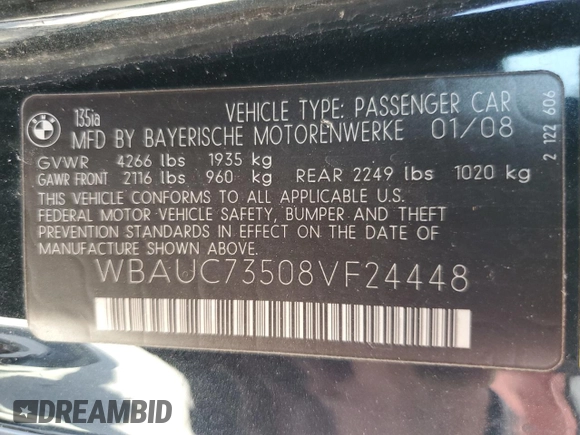 BMW
135ia
VEHICLE TYPE: PASSENGER CAR
MFD BY BAYERISCHE MOTORENWERKE 01/08
GVWR 4266 lbs 1935 kg
GAWR FRONT 2116 lbs 960 kg REAR 2249 lbs 1020 kg
THIS VEHICLE CONFORMS TO ALL APPLICABLE U.S.
FEDERAL MOTOR VEHICLE SAFETY, BUMPER AND THEFT
PREVENTION STANDARDS IN EFFECT ON THE DATE OF
MANUFACTURE SHOWN ABOVE.
WBAUC73508VF24448
2 122 606
DREAMBID